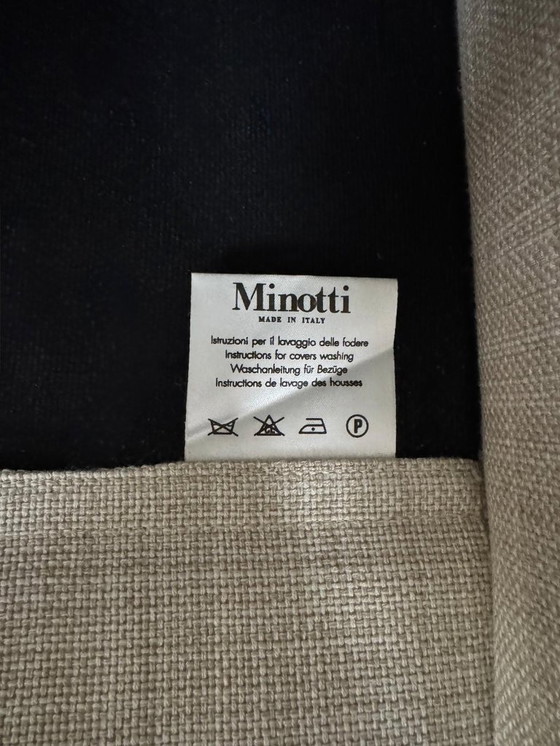 Minotti
MADE IN ITALY
Istruzioni per il lavaggio delle fodere
Instructions for covers washing
Waschanleitung für Bezüge
Instructions de lavage des housses
P